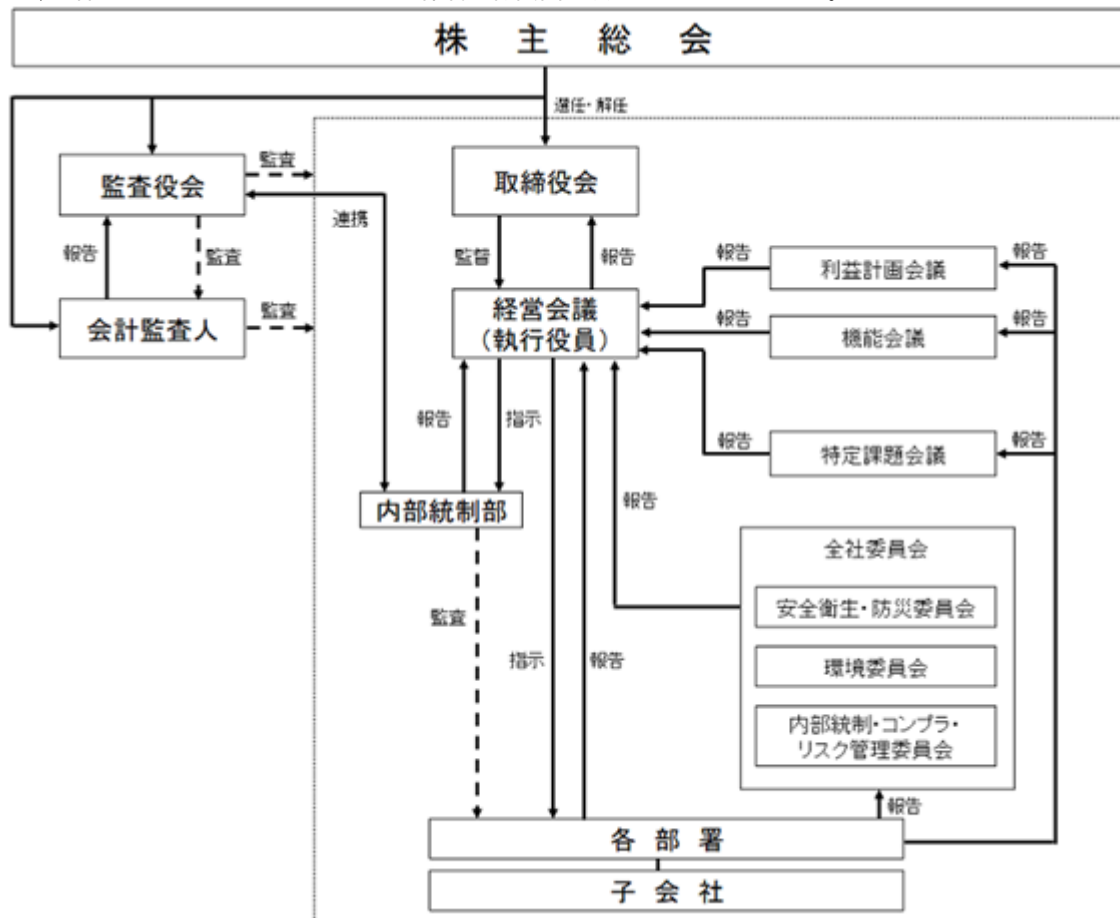 株主総会
選任・解任
監査
監査役会
取締役会
連携
報告
監査
監督
報告
報告
利益計画会議
報告
会計監査人
監査
経営会議
(執行役員)
報告
機能会議
報告
報告
指示
報告
特定課題会議
報告
内部統制部
報告
全社委員会
安全衛生・防災委員会
監査
指示
報告
環境委員会
内部統制・コンプラ・
リスク管理委員会
報告
各部署
子会社